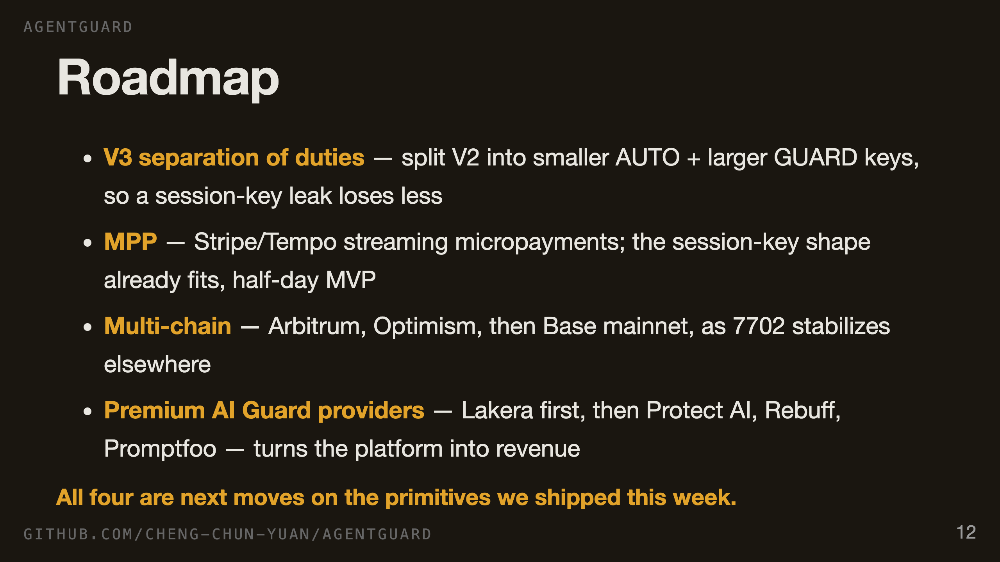 AGENTGUARD
Roadmap
• V3 separation of duties — split V2 into smaller AUTO + larger GUARD keys,
so a session-key leak loses less
• MPP — Stripe/Tempo streaming micropayments; the session-key shape
already fits, half-day MVP
• Multi-chain — Arbitrum, Optimism, then Base mainnet, as 7702 stabilizes
elsewhere
• Premium AI Guard providers — Lakera first, then Protect AI, Rebuff,
Promptfoo — turns the platform into revenue
All four are next moves on the primitives we shipped this week.
GITHUB.COM/CHENG-CHUN-YUAN/AGENTGUARD
12